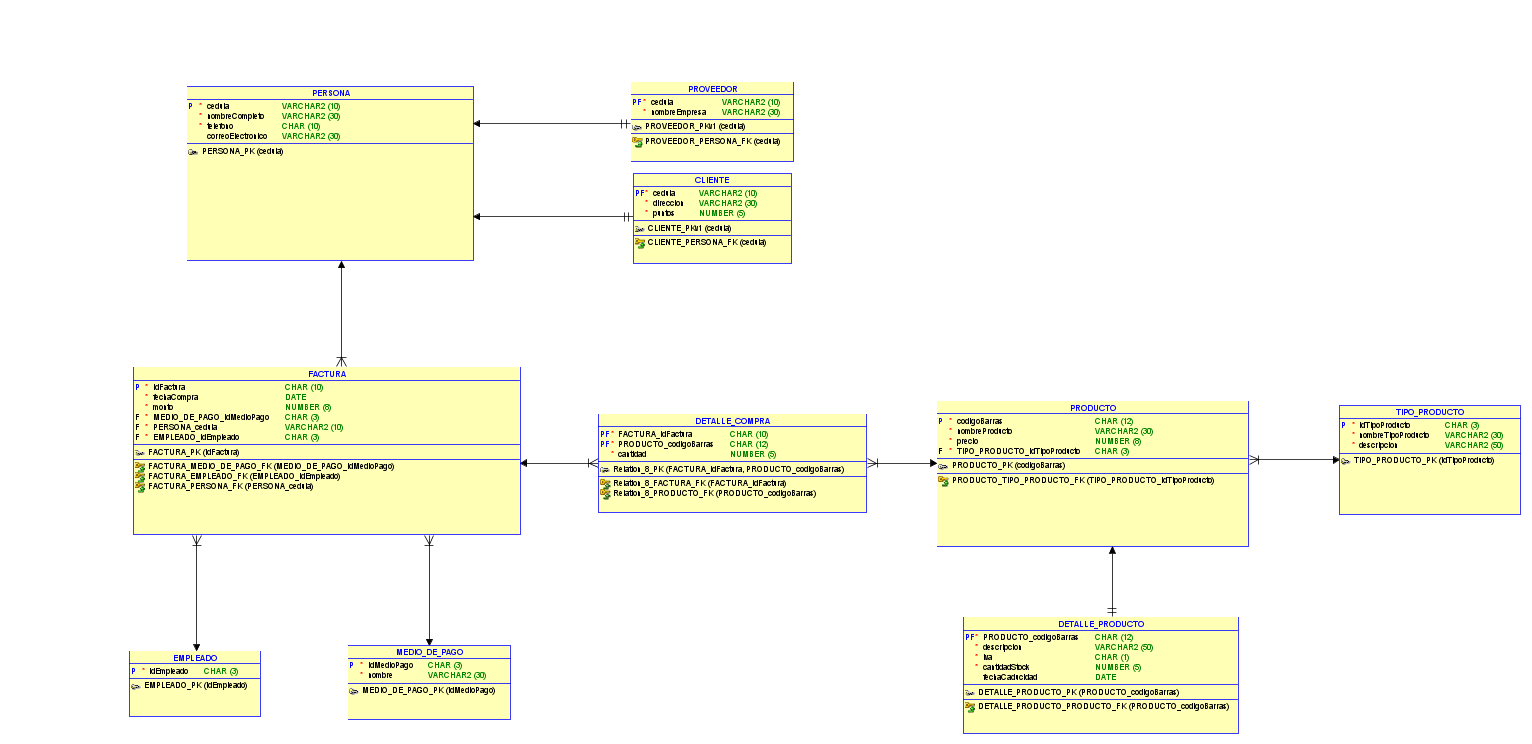 PERSONA
P * cedula VARCHAR2 (10)
* nombreCompleto VARCHAR2 (30)
* telefono CHAR (10)
correoElectronico VARCHAR2 (30)
PERSONA_PK (cedula)
PROVEEDOR
PF* cedula VARCHAR2 (10)
* nombreEmpresa VARCHAR2 (30)
PROVEEDOR_PKv1 (cedula)
PROVEEDOR_PERSONA_FK (cedula)
CLIENTE
PF* cedula VARCHAR2 (10)
* direccion VARCHAR2 (30)
* puntos NUMBER (5)
CLIENTE_PKv1 (cedula)
CLIENTE_PERSONA_FK (cedula)
FACTURA
P * idFactura CHAR (10)
* fechaCompra DATE
* monto NUMBER (8)
F * MEDIO_DE_PAGO_idMedioPago CHAR (3)
F * PERSONA_cedula VARCHAR2 (10)
F * EMPLEADO_idEmpleado CHAR (3)
FACTURA_PK (idFactura)
FACTURA_MEDIO_DE_PAGO_FK (MEDIO_DE_PAGO_idMedioPago)
FACTURA_EMPLEADO_FK (EMPLEADO_idEmpleado)
FACTURA_PERSONA_FK (PERSONA_cedula)
DETALLE_COMPRA
PF* FACTURA_idFactura CHAR (10)
PF* PRODUCTO_codigoBarras CHAR (12)
* cantidad NUMBER (5)
Relation_8_PK (FACTURA_idFactura, PRODUCTO_codigoBarras)
Relation_8_FACTURA_FK (FACTURA_idFactura)
Relation_8_PRODUCTO_FK (PRODUCTO_codigoBarras)
PRODUCTO
P * codigoBarras CHAR (12)
* nombreProducto VARCHAR2 (30)
* precio NUMBER (8)
F * TIPO_PRODUCTO_idTipoProducto CHAR (3)
PRODUCTO_PK (codigoBarras)
PRODUCTO_TIPO_PRODUCTO_FK (TIPO_PRODUCTO_idTipoProducto)
TIPO_PRODUCTO
P * idTipoProducto CHAR (3)
* nombreTipoProducto VARCHAR2 (30)
* descripcion VARCHAR2 (50)
TIPO_PRODUCTO_PK (idTipoProducto)
EMPLEADO
P * idEmpleado CHAR (3)
EMPLEADO_PK (idEmpleado)
MEDIO_DE_PAGO
P * idMedioPago CHAR (3)
* nombre VARCHAR2 (30)
MEDIO_DE_PAGO_PK (idMedioPago)
DETALLE_PRODUCTO
PF* PRODUCTO_codigoBarras CHAR (12)
* descripcion VARCHAR2 (50)
* iva CHAR (1)
* cantidadStock NUMBER (5)
fechaCaducidad DATE
DETALLE_PRODUCTO_PK (PRODUCTO_codigoBarras)
DETALLE_PRODUCTO_PRODUCTO_FK (PRODUCTO_codigoBarras)